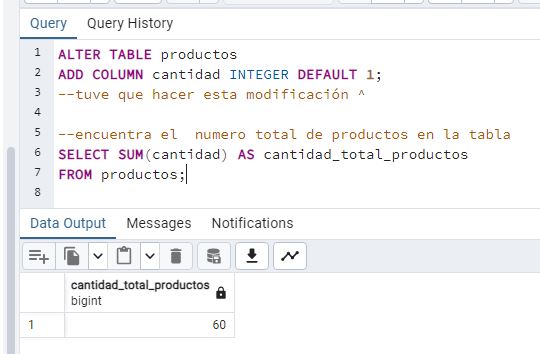 Query Query History
1 ALTER TABLE productos
2 ADD COLUMN cantidad INTEGER DEFAULT 1;
3 --tuve que hacer esta modificación ^
4
5 --encuentra el  numero total de productos en la tabla
6 SELECT SUM(cantidad) AS cantidad_total_productos
7 FROM productos;
8
Data Output Messages Notifications
cantidad_total_productos
bigint
1 60